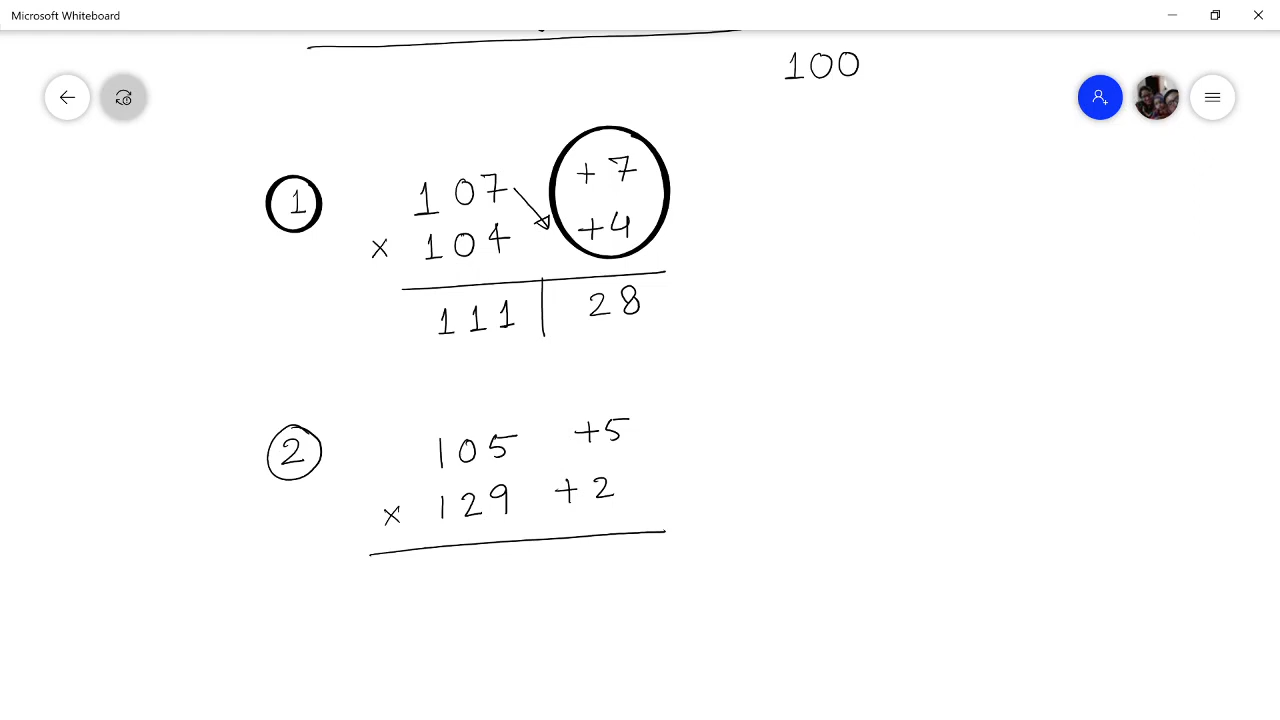 Microsoft Whiteboard
100
1
107 +7
× 104 +4
111 | 28
2
105 +5
× 129 +2